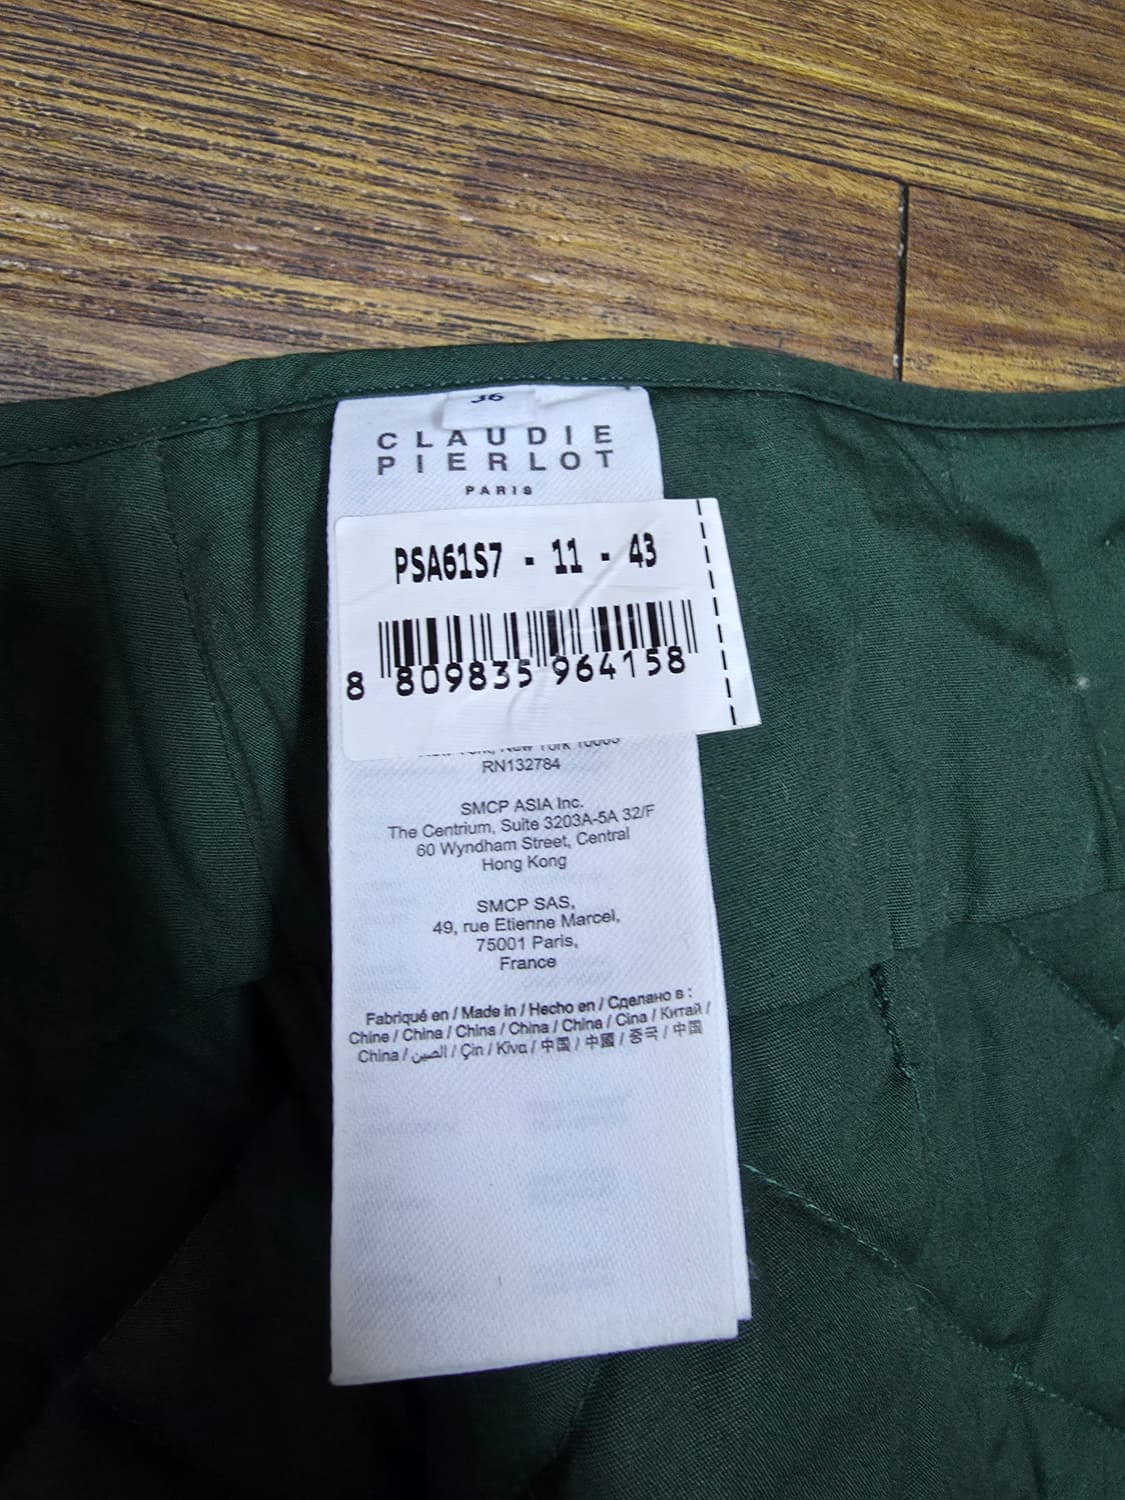 36
CLAUDIE
PIERLOT
PARIS
PSA61S7 - 11 - 43
8 809835 964158
New York 10003
RN132784
SMCP ASIA Inc.
The Centrium, Suite 3203A-5A 32/F
60 Wyndham Street, Central
Hong Kong
SMCP SAS,
49, rue Etienne Marcel,
75001 Paris,
France
Fabriqué en / Made in / Hecho en / Сделано в :
Chine / China / China / China / China / Cina / Китай /
China / الصين / Çin / Κίνα / 中国 / 中國 / 중국 / 中国